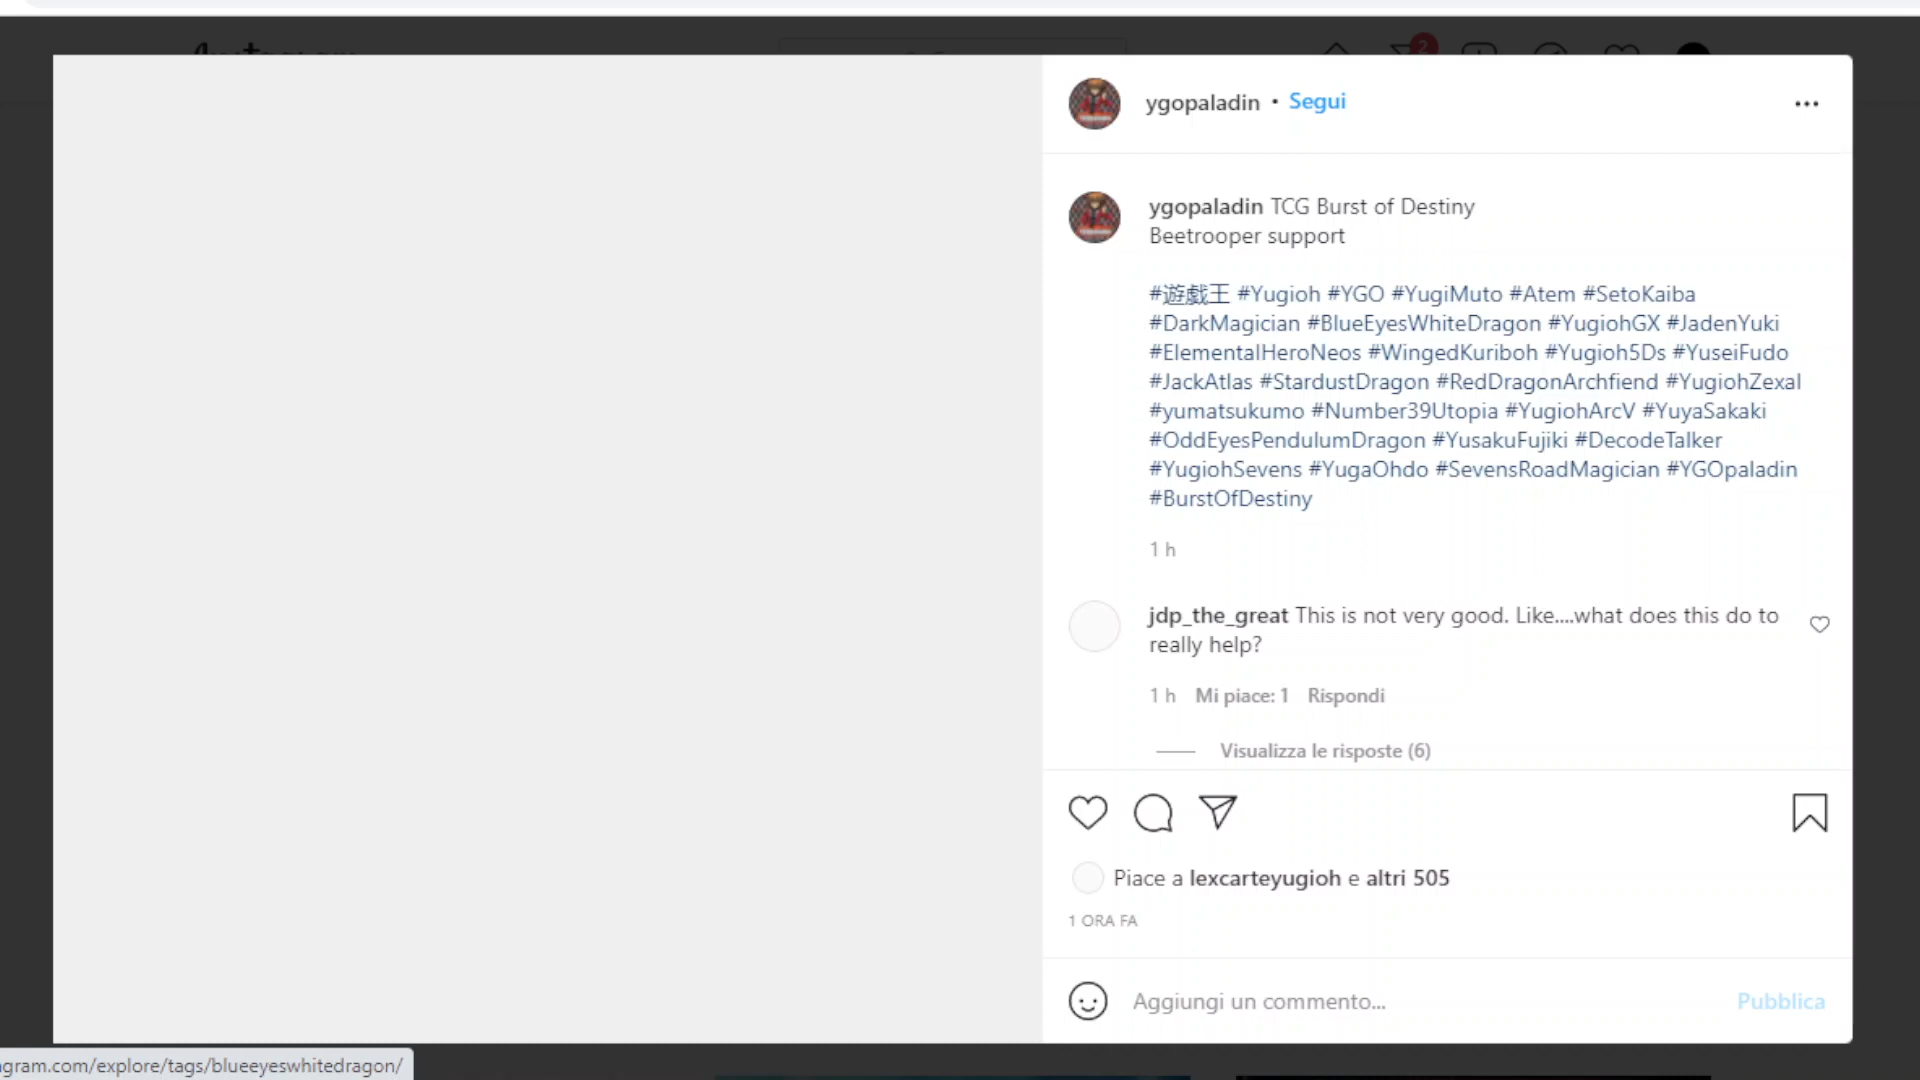 2
ygopaladin • Segui
ygopaladin TCG Burst of Destiny
Beetrooper support
#遊戯王 #Yugioh #YGO #YugiMuto #Atem #SetoKaiba
#DarkMagician #BlueEyesWhiteDragon #YugiohGX #JadenYuki
#ElementalHeroNeos #WingedKuriboh #Yugioh5Ds #YuseiFudo
#JackAtlas #StardustDragon #RedDragonArchfiend #YugiohZexal
#yumatsukumo #Number39Utopia #YugiohArcV #YuyaSakaki
#OddEyesPendulumDragon #YusakuFujiki #DecodeTalker
#YugiohSevens #YugaOhdo #SevensRoadMagician #YGOpaladin
#BurstOfDestiny
1 h
jdp_the_great This is not very good. Like....what does this do to
really help?
1 h Mi piace: 1 Rispondi
Visualizza le risposte (6)
Piace a lexcarteyugioh e altri 505
1 ORA FA
Aggiungi un commento... Pubblica
gram.com/explore/tags/blueeyeswhitedragon/